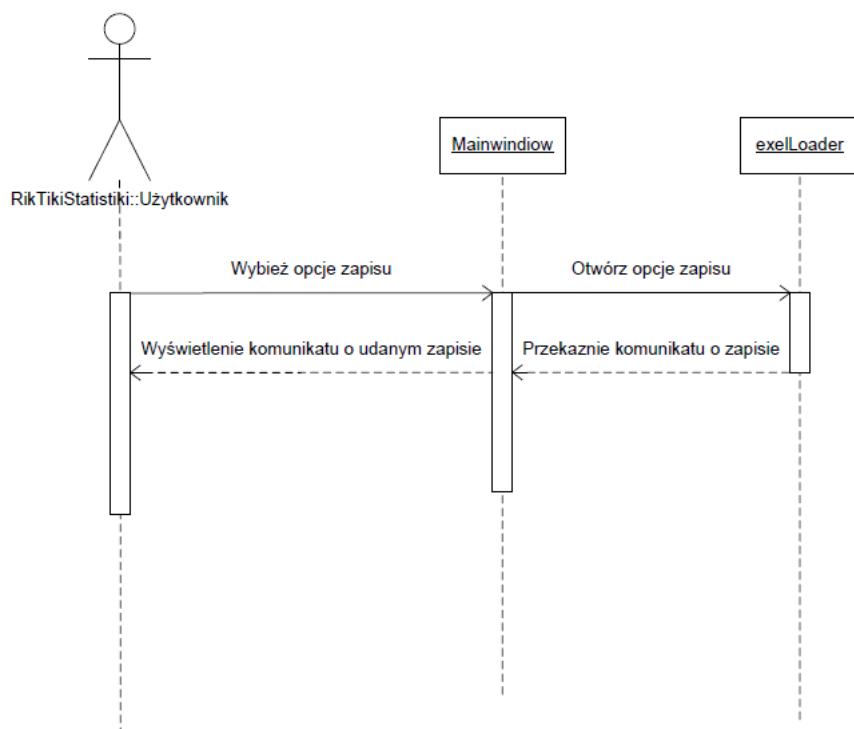 Mainwindiow
exelLoader
RikTikiStatistiki::Użytkownik
Wybież opcje zapisu
Otwórz opcje zapisu
Wyświetlenie komunikatu o udanym zapisie
Przekaznie komunikatu o zapisie